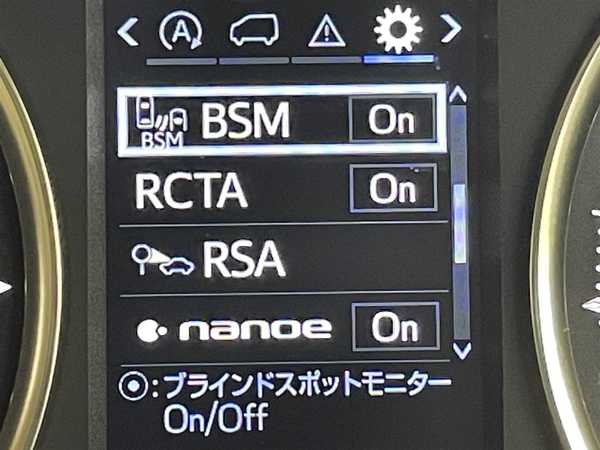 A
BSM
BSM On
RCTA On
RSA
nanoe On
⦿:ブラインドスポットモニター
On/Off